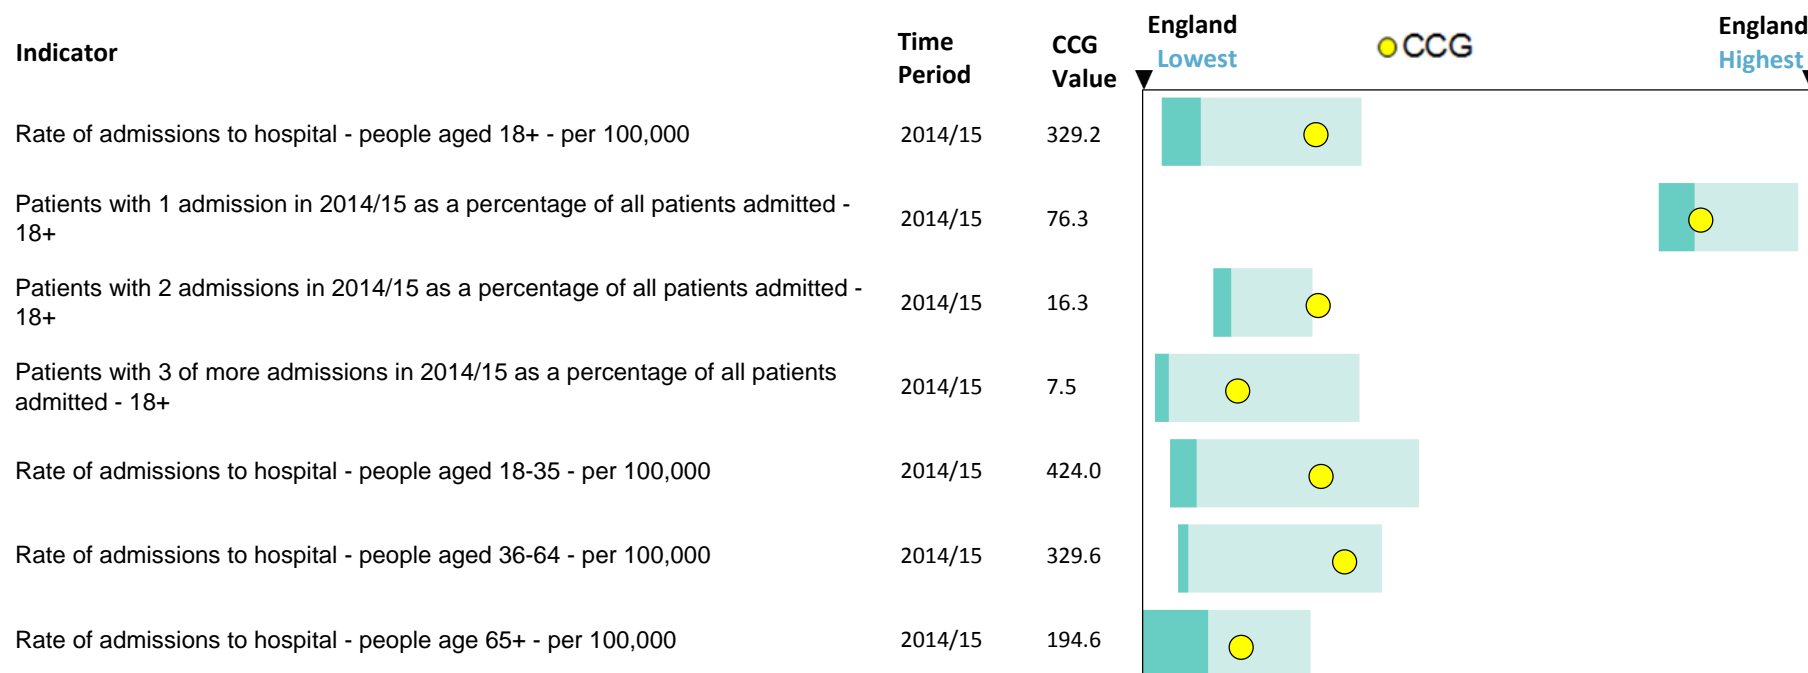 Indicator
Time Period
CCG Value
England Lowest
CCG
England Highest
Rate of admissions to hospital - people aged 18+ - per 100,000 2014/15 329.2
Patients with 1 admission in 2014/15 as a percentage of all patients admitted -
18+
2014/15 76.3
Patients with 2 admissions in 2014/15 as a percentage of all patients admitted -
18+
2014/15 16.3
Patients with 3 of more admissions in 2014/15 as a percentage of all patients
admitted - 18+
2014/15 7.5
Rate of admissions to hospital - people aged 18-35 - per 100,000 2014/15 424.0
Rate of admissions to hospital - people aged 36-64 - per 100,000 2014/15 329.6
Rate of admissions to hospital - people age 65+ - per 100,000 2014/15 194.6